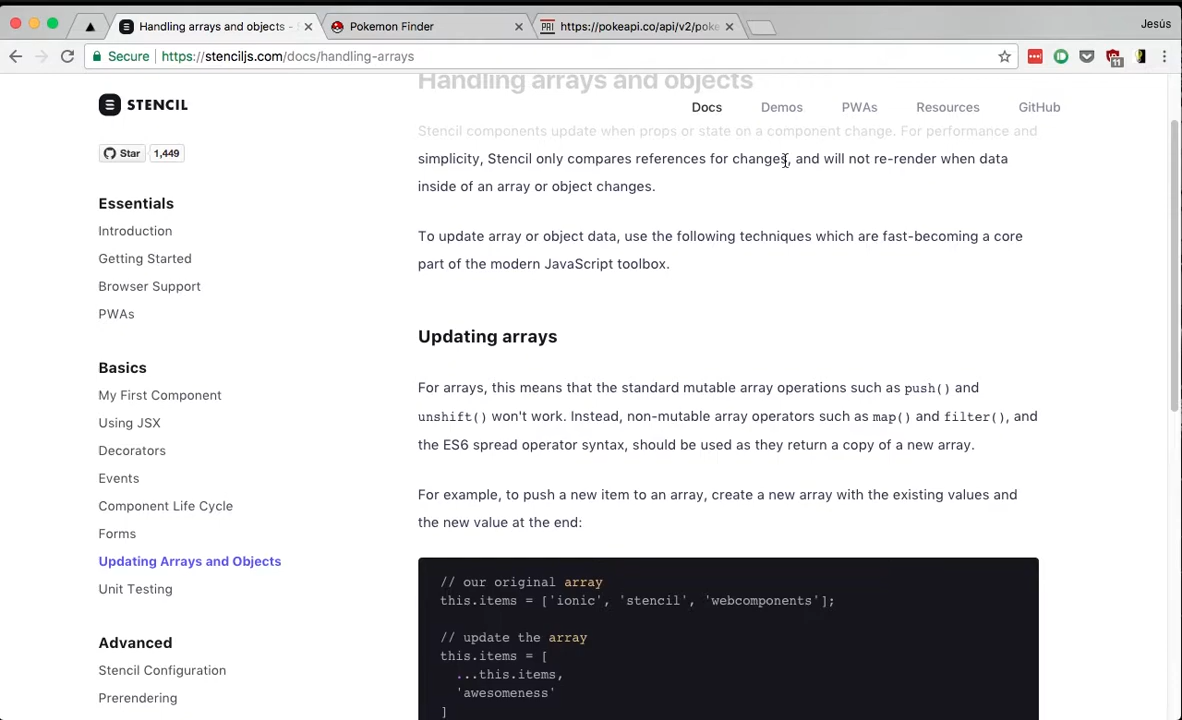 Handling arrays and objects -
Pokemon Finder
https://pokeapi.co/api/v2/poke
Jesús
Secure
https://stenciljs.com/docs/handling-arrays
11
STENCIL
Docs
Demos
PWAs
Resources
GitHub
Star
1,449
Essentials
Introduction
Getting Started
Browser Support
PWAs
Basics
My First Component
Using JSX
Decorators
Events
Component Life Cycle
Forms
Updating Arrays and Objects
Unit Testing
Advanced
Stencil Configuration
Prerendering
Handling arrays and objects
Stencil components update when props or state on a component change. For performance and
simplicity, Stencil only compares references for changes, and will not re-render when data
inside of an array or object changes.
To update array or object data, use the following techniques which are fast-becoming a core
part of the modern JavaScript toolbox.
Updating arrays
For arrays, this means that the standard mutable array operations such as push() and
unshift() won't work. Instead, non-mutable array operators such as map() and filter(), and
the ES6 spread operator syntax, should be used as they return a copy of a new array.
For example, to push a new item to an array, create a new array with the existing values and
the new value at the end:
// our original array
this.items = ['ionic', 'stencil', 'webcomponents'];
// update the array
this.items = [
...this.items,
'awesomeness'
]